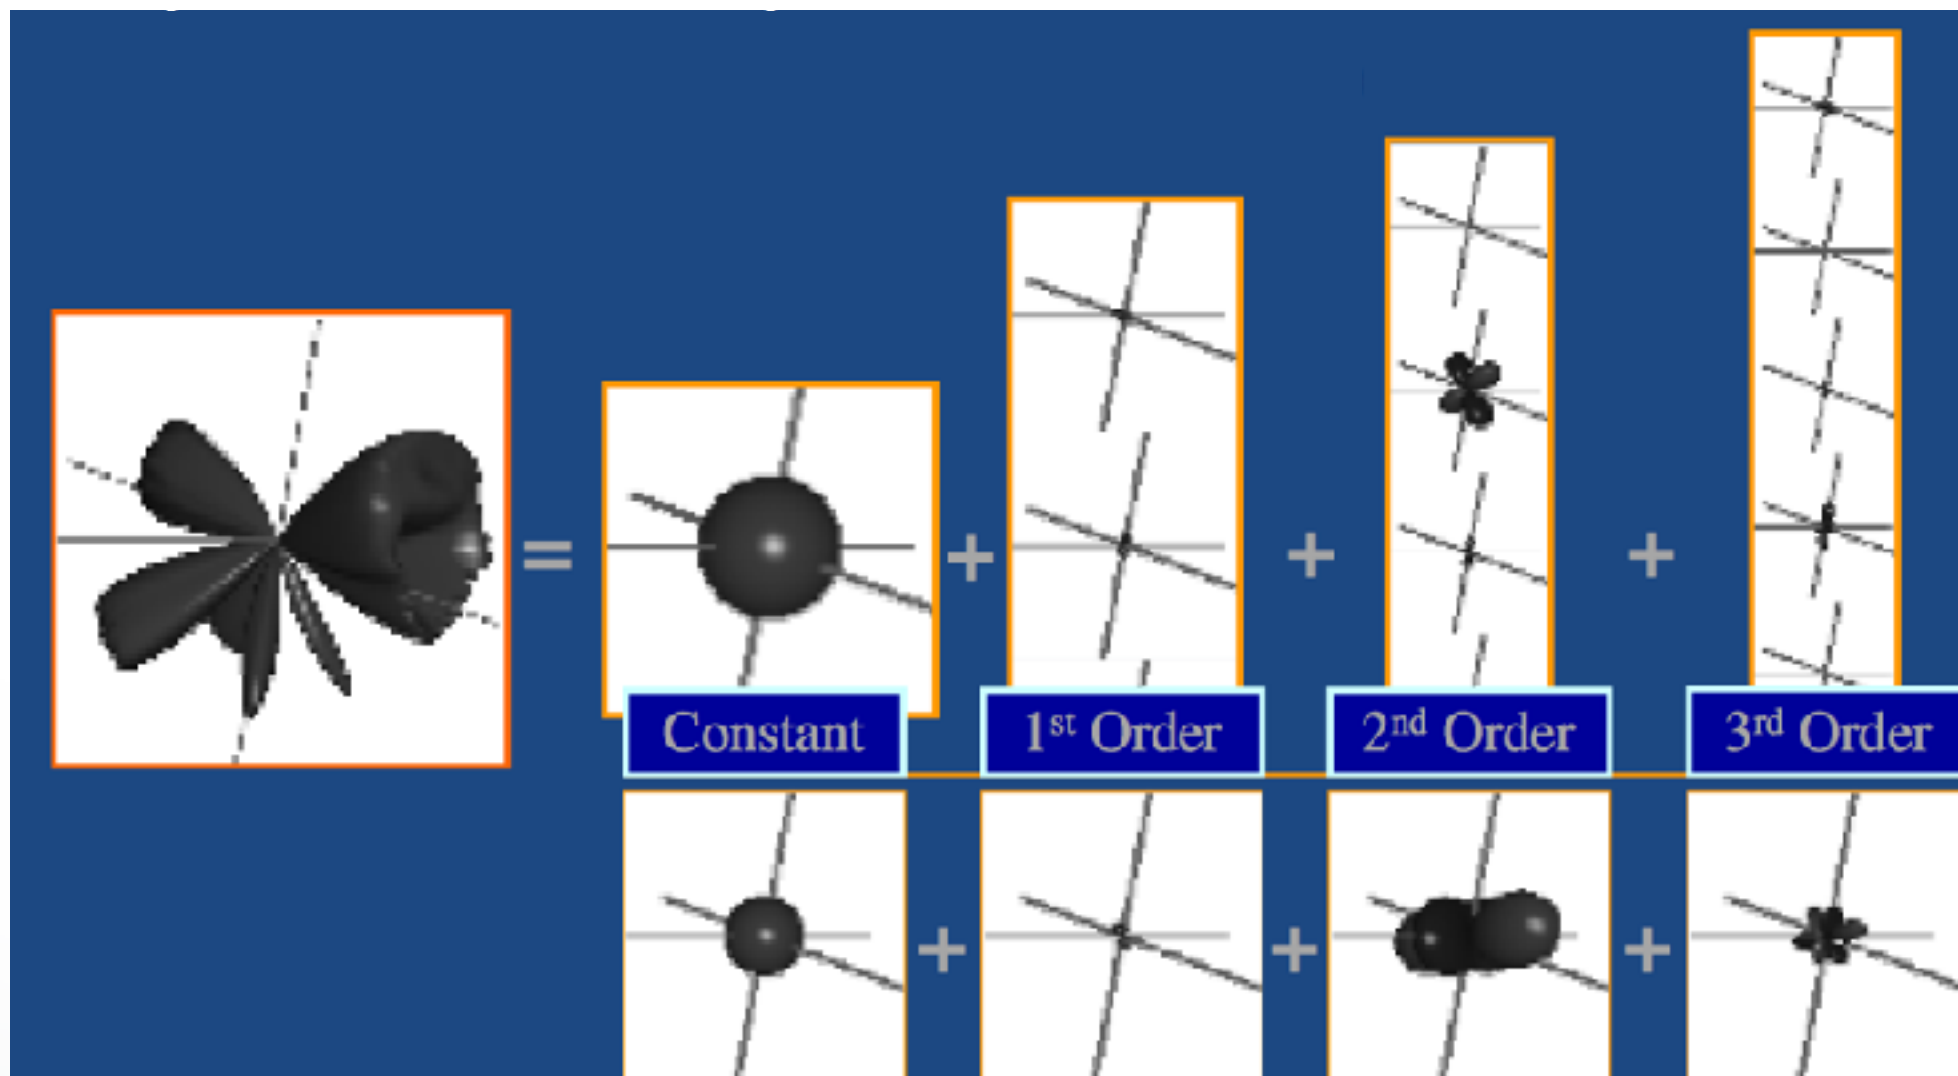 =
+
+
+
Constant
1st Order
2nd Order
3rd Order
+
+
+